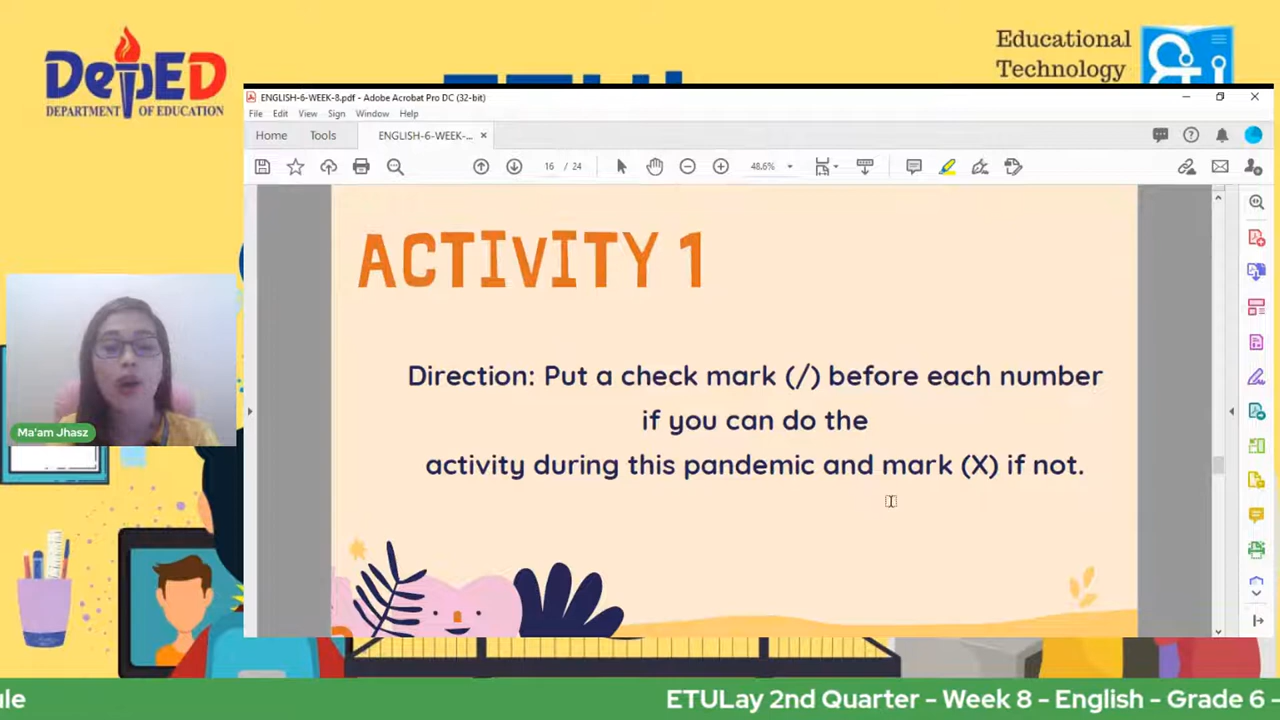 DepED
DEPARTMENT OF EDUCATION
Educational
Technology
ENGLISH-6-WEEK-8.pdf - Adobe Acrobat Pro DC (32-bit)
File Edit View Sign Window Help
Home Tools ENGLISH-6-WEEK-...
16 / 24 48.6%
ACTIVITY 1
Direction: Put a check mark (/) before each number
if you can do the
activity during this pandemic and mark (X) if not.
Ma'am Jhasz
ule ETULay 2nd Quarter - Week 8 - English - Grade 6 -